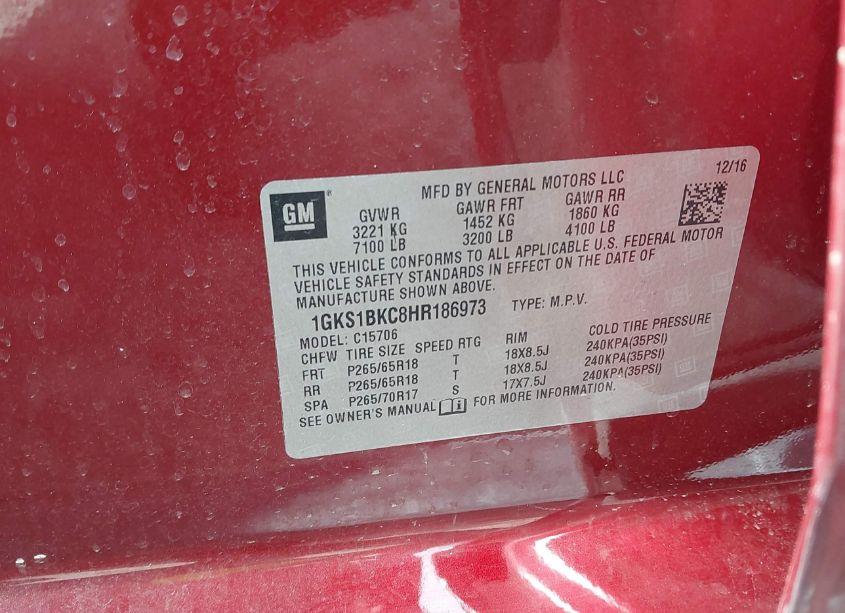 GM ®
MFD BY GENERAL MOTORS LLC 12/16
GVWR GAWR FRT GAWR RR
3221 KG 1452 KG 1860 KG
7100 LB 3200 LB 4100 LB
THIS VEHICLE CONFORMS TO ALL APPLICABLE U.S. FEDERAL MOTOR
VEHICLE SAFETY STANDARDS IN EFFECT ON THE DATE OF
MANUFACTURE SHOWN ABOVE.
1GKS1BKC8HR186973 TYPE: M.P.V.
MODEL: C15706
CHFW TIRE SIZE SPEED RTG RIM COLD TIRE PRESSURE
FRT P265/65R18 T 18X8.5J 240KPA(35PSI)
RR P265/65R18 T 18X8.5J 240KPA(35PSI)
SPA P265/70R17 S 17X7.5J 240KPA(35PSI)
SEE OWNER'S MANUAL FOR MORE INFORMATION.